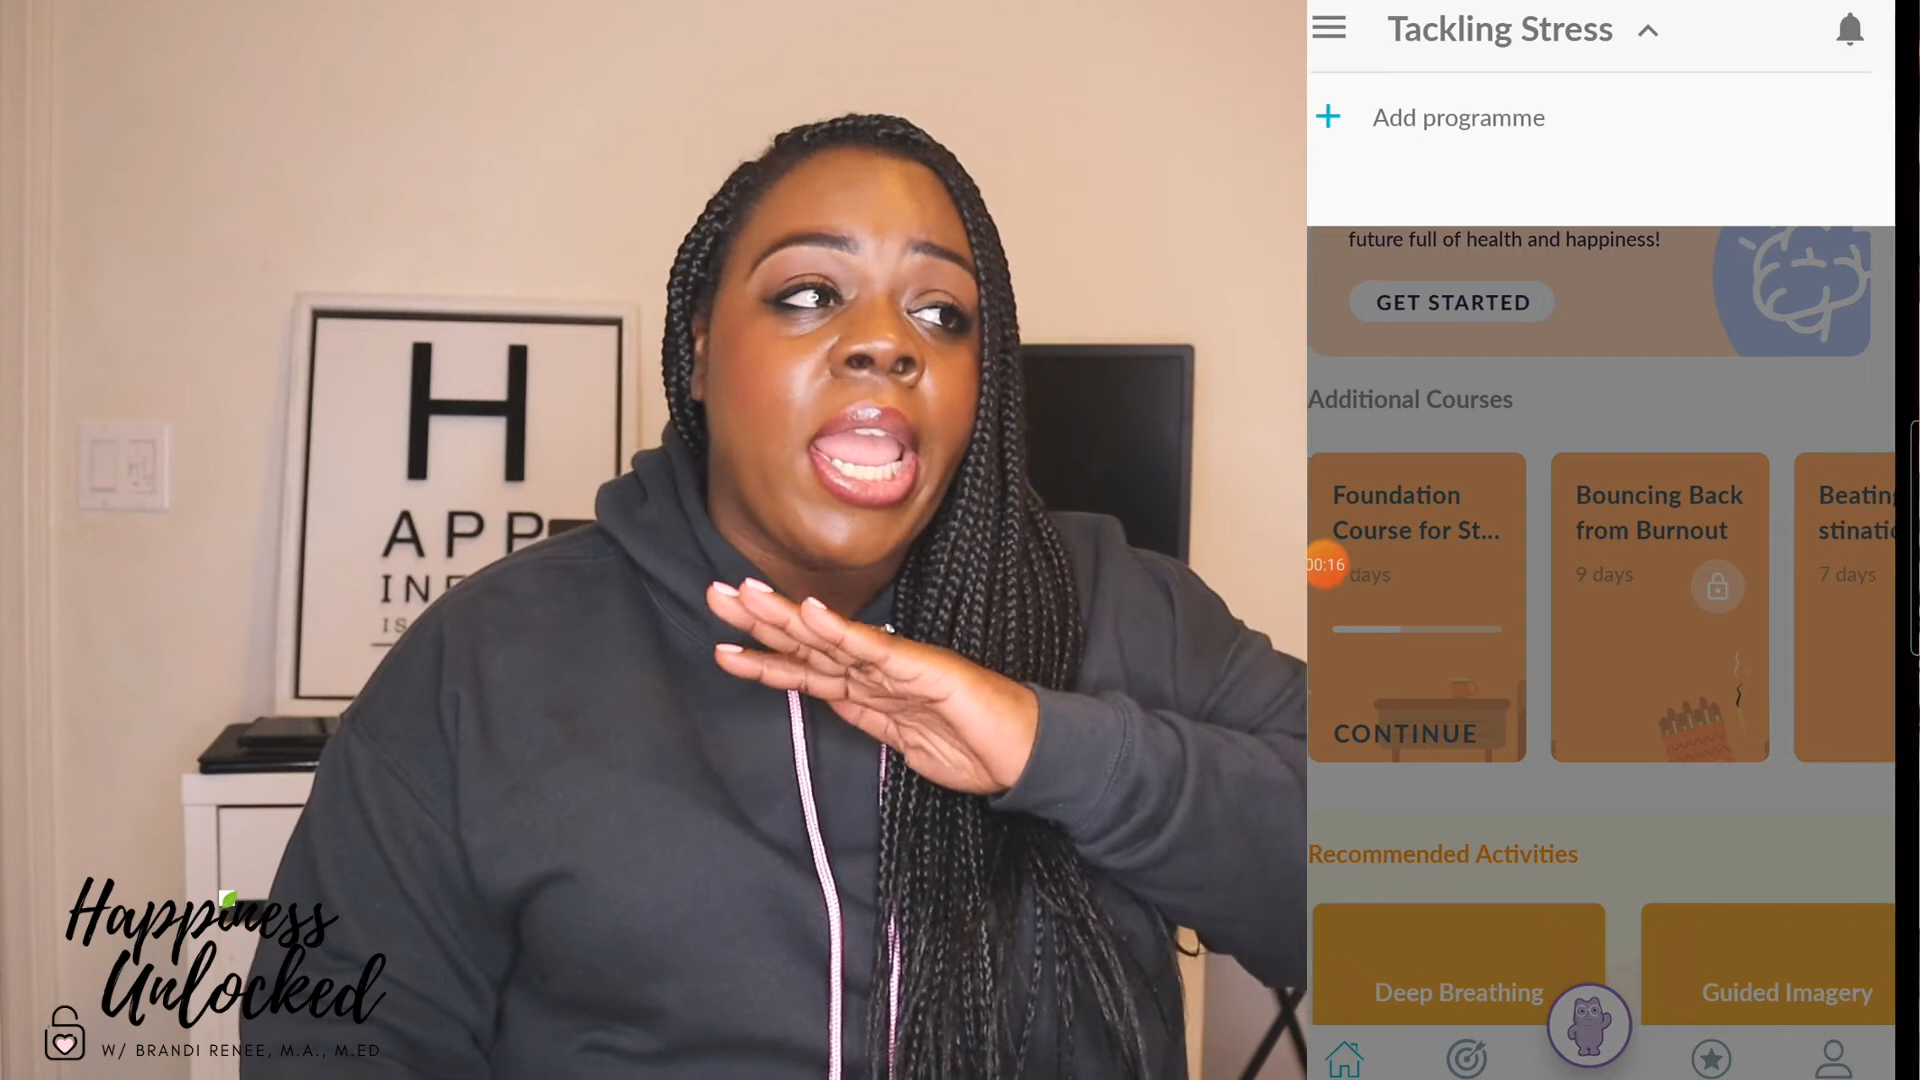 H
APP
IS
Happiness
Unlocked
W/ BRANDI RENEE, M.A., M.ED
Tackling Stress
Add programme
future full of health and happiness!
GET STARTED
Additional Courses
Foundation
Course for St...
days
CONTINUE
00:16
Bouncing Back
from Burnout
9 days
Beating
7 days
Recommended Activities
Deep Breathing
Guided Imagery